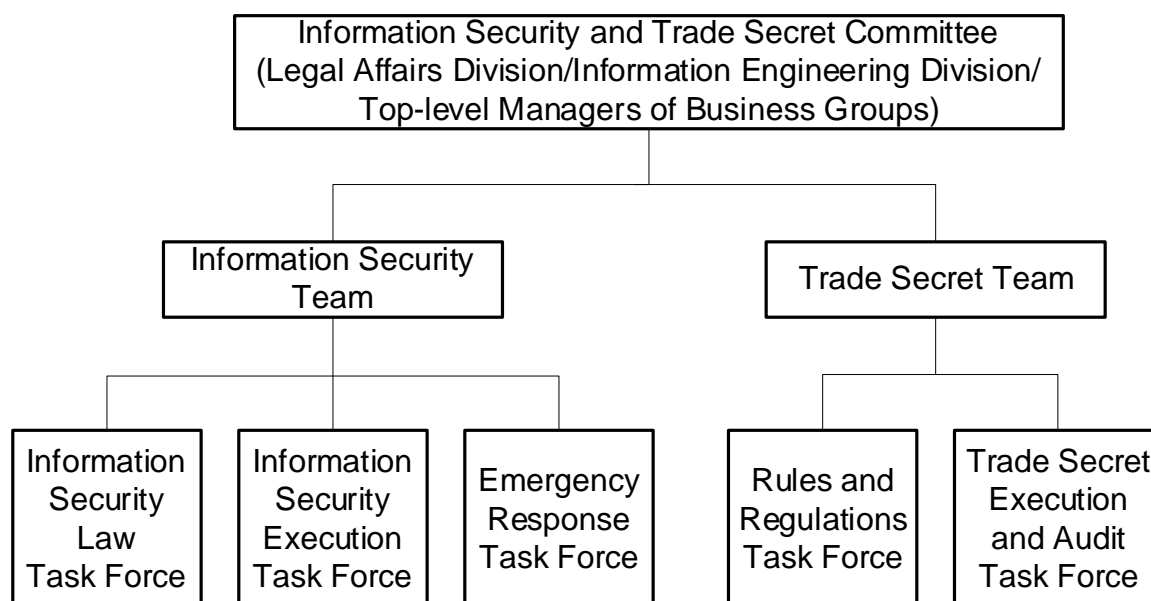 Information Security and Trade Secret Committee
(Legal Affairs Division/Information Engineering Division/
Top-level Managers of Business Groups)
Information Security
Team
Trade Secret Team
Information
Security
Law
Task Force
Information
Security
Execution
Task Force
Emergency
Response
Task Force
Rules and
Regulations
Task Force
Trade Secret
Execution
and Audit
Task Force